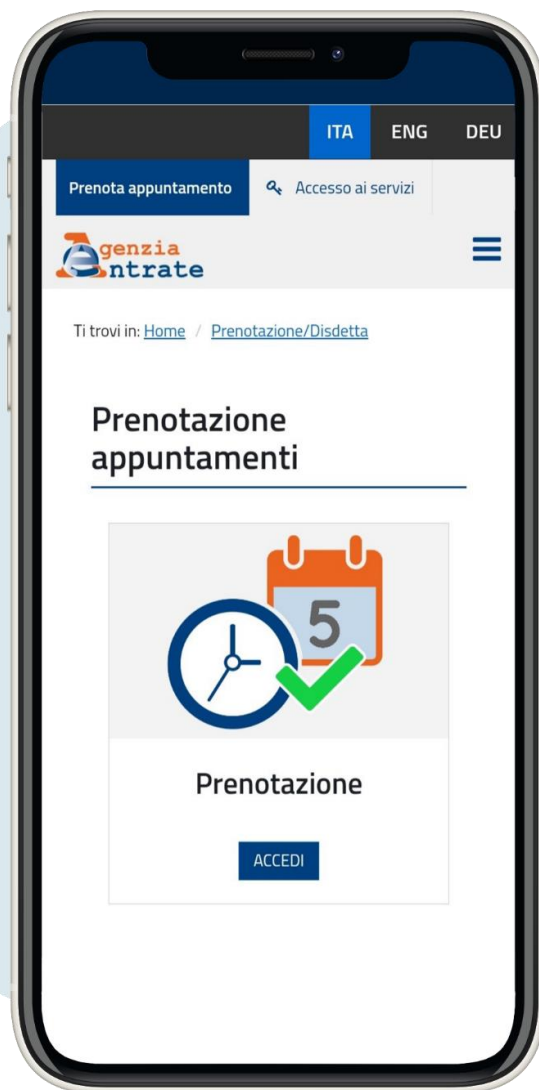 ITA ENG DEU
Prenota appuntamento Accesso ai servizi
Agenzia
Entrate
Ti trovi in: Home / Prenotazione/Disdetta
Prenotazione
appuntamenti
5
Prenotazione
ACCEDI